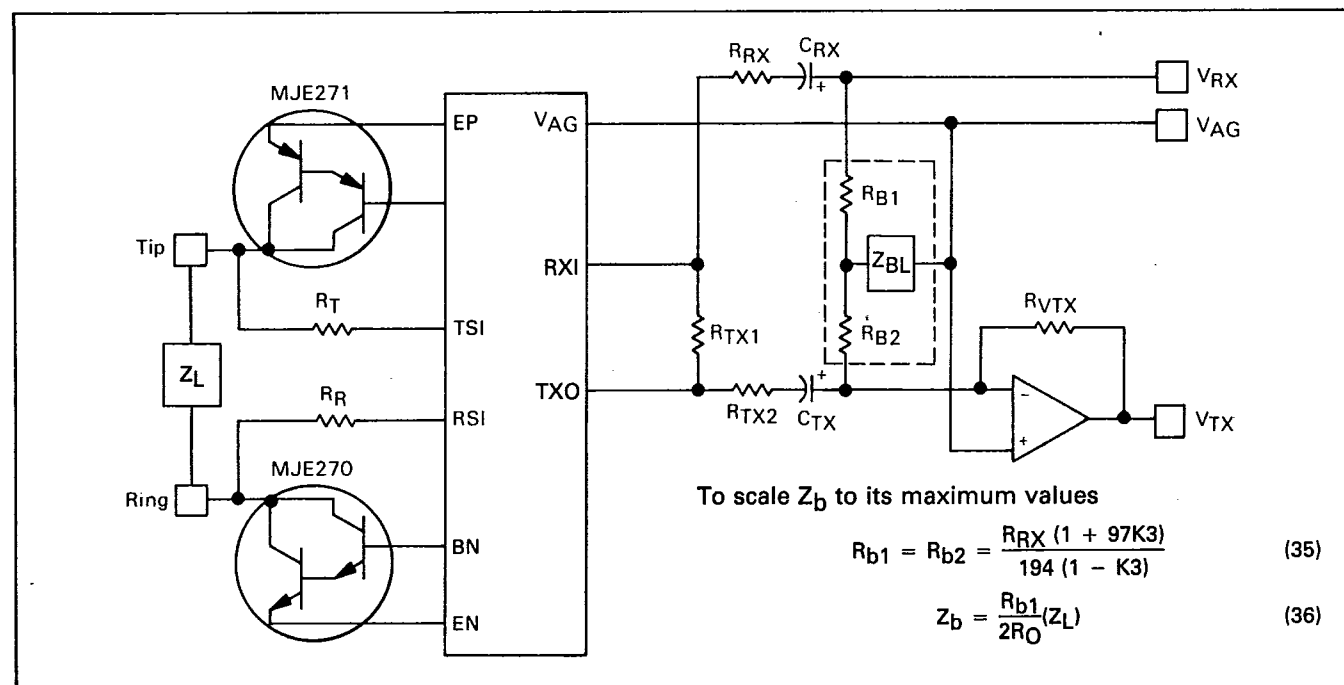 MJE271
EP
VAG
RRX
CRX
+
VRX
VAG
RB1
Tip
RXI
ZBL
RT
TSI
RTX1
RB2
RVTX
ZL
TXO
RTX2
CTX
+
−
+
VTX
RR
RSI
MJE270
Ring
BN
EN
To scale Zb to its maximum values
Rb1 = Rb2 = RRX (1 + 97K3) / 194 (1 − K3) (35)
Zb = Rb1 / 2RO (ZL) (36)